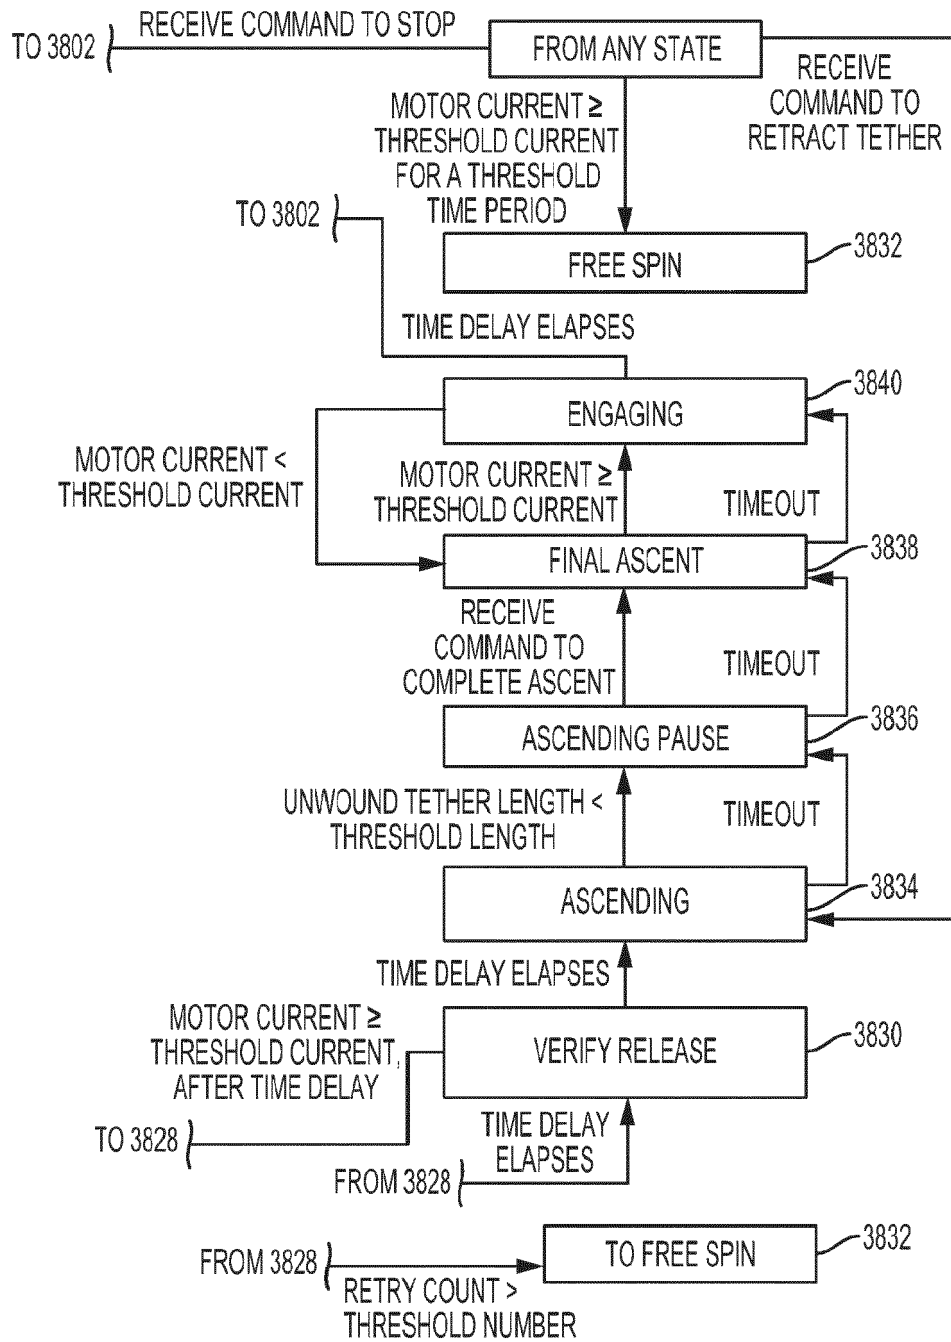 RECEIVE COMMAND TO STOP
TO 3802
FROM ANY STATE
RECEIVE
COMMAND TO
RETRACT TETHER
MOTOR CURRENT ≥
THRESHOLD CURRENT
FOR A THRESHOLD
TIME PERIOD
TO 3802
3832
FREE SPIN
TIME DELAY ELAPSES
3840
ENGAGING
MOTOR CURRENT <
THRESHOLD CURRENT
MOTOR CURRENT ≥
THRESHOLD CURRENT
TIMEOUT
3838
FINAL ASCENT
RECEIVE
COMMAND TO
COMPLETE ASCENT
TIMEOUT
3836
ASCENDING PAUSE
UNWOUND TETHER LENGTH <
THRESHOLD LENGTH
TIMEOUT
3834
ASCENDING
TIME DELAY ELAPSES
MOTOR CURRENT ≥
THRESHOLD CURRENT,
AFTER TIME DELAY
3830
VERIFY RELEASE
TO 3828
TIME DELAY
ELAPSES
FROM 3828
3832
TO FREE SPIN
FROM 3828
RETRY COUNT >
THRESHOLD NUMBER